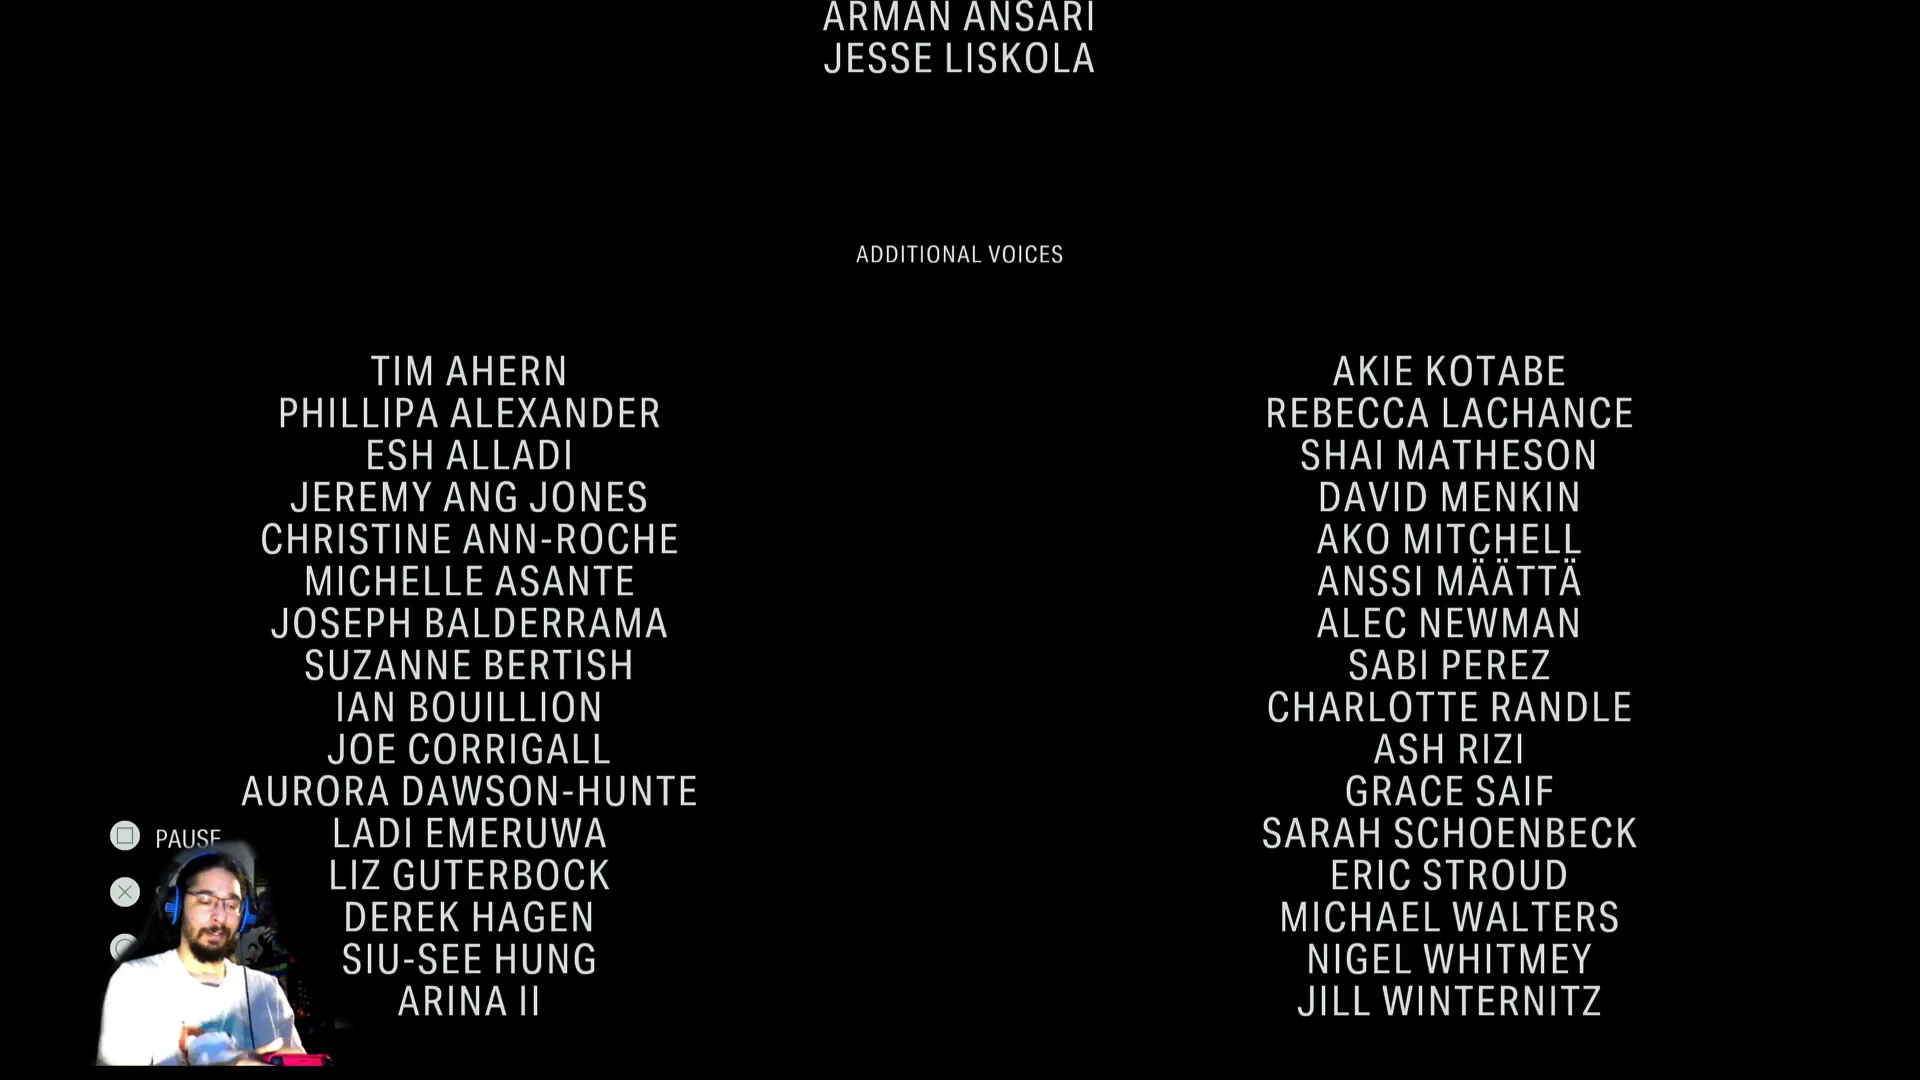 ARMAN ANSARI
JESSE LISKOLA
ADDITIONAL VOICES
TIM AHERN
PHILLIPA ALEXANDER
ESH ALLADI
JEREMY ANG JONES
CHRISTINE ANN-ROCHE
MICHELLE ASANTE
JOSEPH BALDERRAMA
SUZANNE BERTISH
IAN BOUILLION
JOE CORRIGALL
AURORA DAWSON-HUNTE
LADI EMERUWA
LIZ GUTERBOCK
DEREK HAGEN
SIU-SEE HUNG
ARINA II
AKIE KOTABE
REBECCA LACHANCE
SHAI MATHESON
DAVID MENKIN
AKO MITCHELL
ANSSI MÄÄTTÄ
ALEC NEWMAN
SABI PEREZ
CHARLOTTE RANDLE
ASH RIZI
GRACE SAIF
SARAH SCHOENBECK
ERIC STROUD
MICHAEL WALTERS
NIGEL WHITMEY
JILL WINTERNITZ
PAUSE